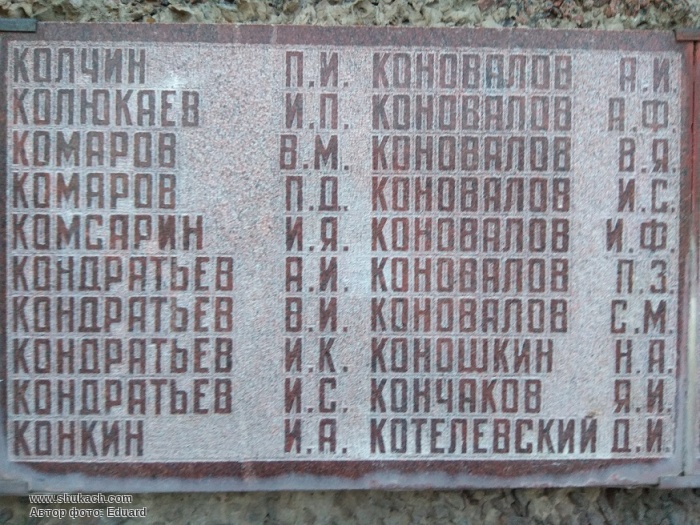 КОЛЧИН П.И. КОНОВАЛОВ А.И
КОЛЮКАЕВ И.П. КОНОВАЛОВ А.Ф.
КОМАРОВ В.М. КОНОВАЛОВ В.Я
КОМАРОВ П.Д. КОНОВАЛОВ И.С.
КОМСАРИН И.Я. КОНОВАЛОВ И.Ф.
КОНДРАТЬЕВ А.И. КОНОВАЛОВ П.З.
КОНДРАТЬЕВ В.И. КОНОВАЛОВ С.М.
КОНДРАТЬЕВ И.К. КОНОШКИН Н.А.
КОНДРАТЬЕВ И.С. КОНЧАКОВ Я.И.
КОНКИН И.А. КОТЕЛЕВСКИЙ Д.И.
www.shukach.com
Автор фото: Eduard